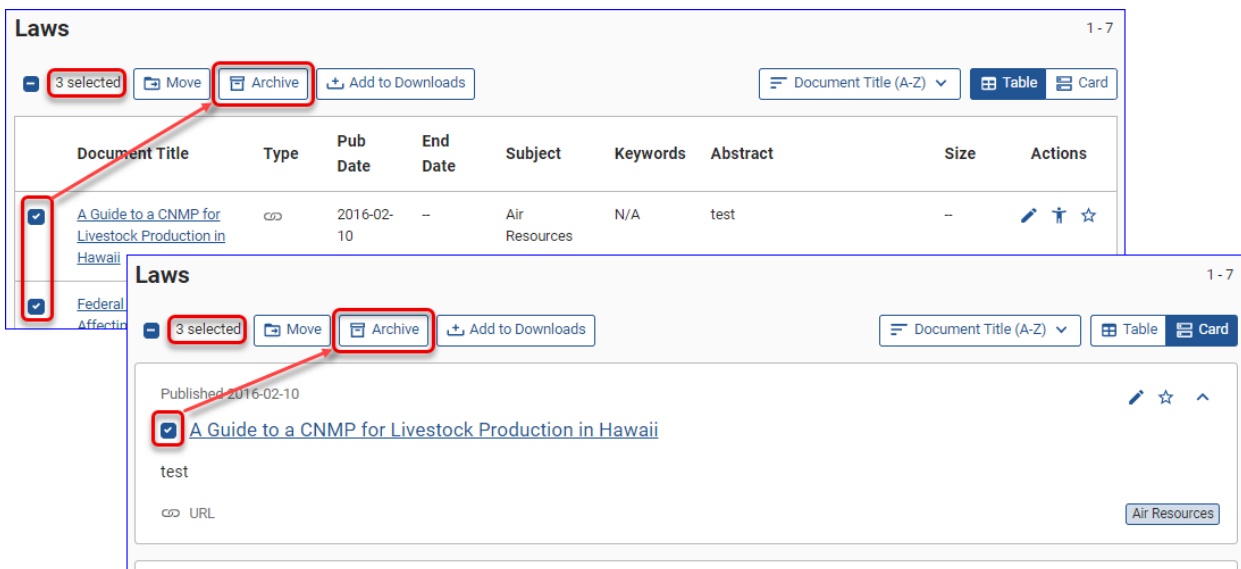 Laws
1 - 7
3 selected Move Archive Add to Downloads Document Title (A-Z) Table Card
Document Title Type Pub Date End Date Subject Keywords Abstract Size Actions
A Guide to a CNMP for 2016-02- -- Air N/A test --
Livestock Production in 10 Resources
Hawaii
Federal
Affectin
Laws
1 - 7
3 selected Move Archive Add to Downloads Document Title (A-Z) Table Card
Published 2016-02-10
A Guide to a CNMP for Livestock Production in Hawaii
test
URL
Air Resources